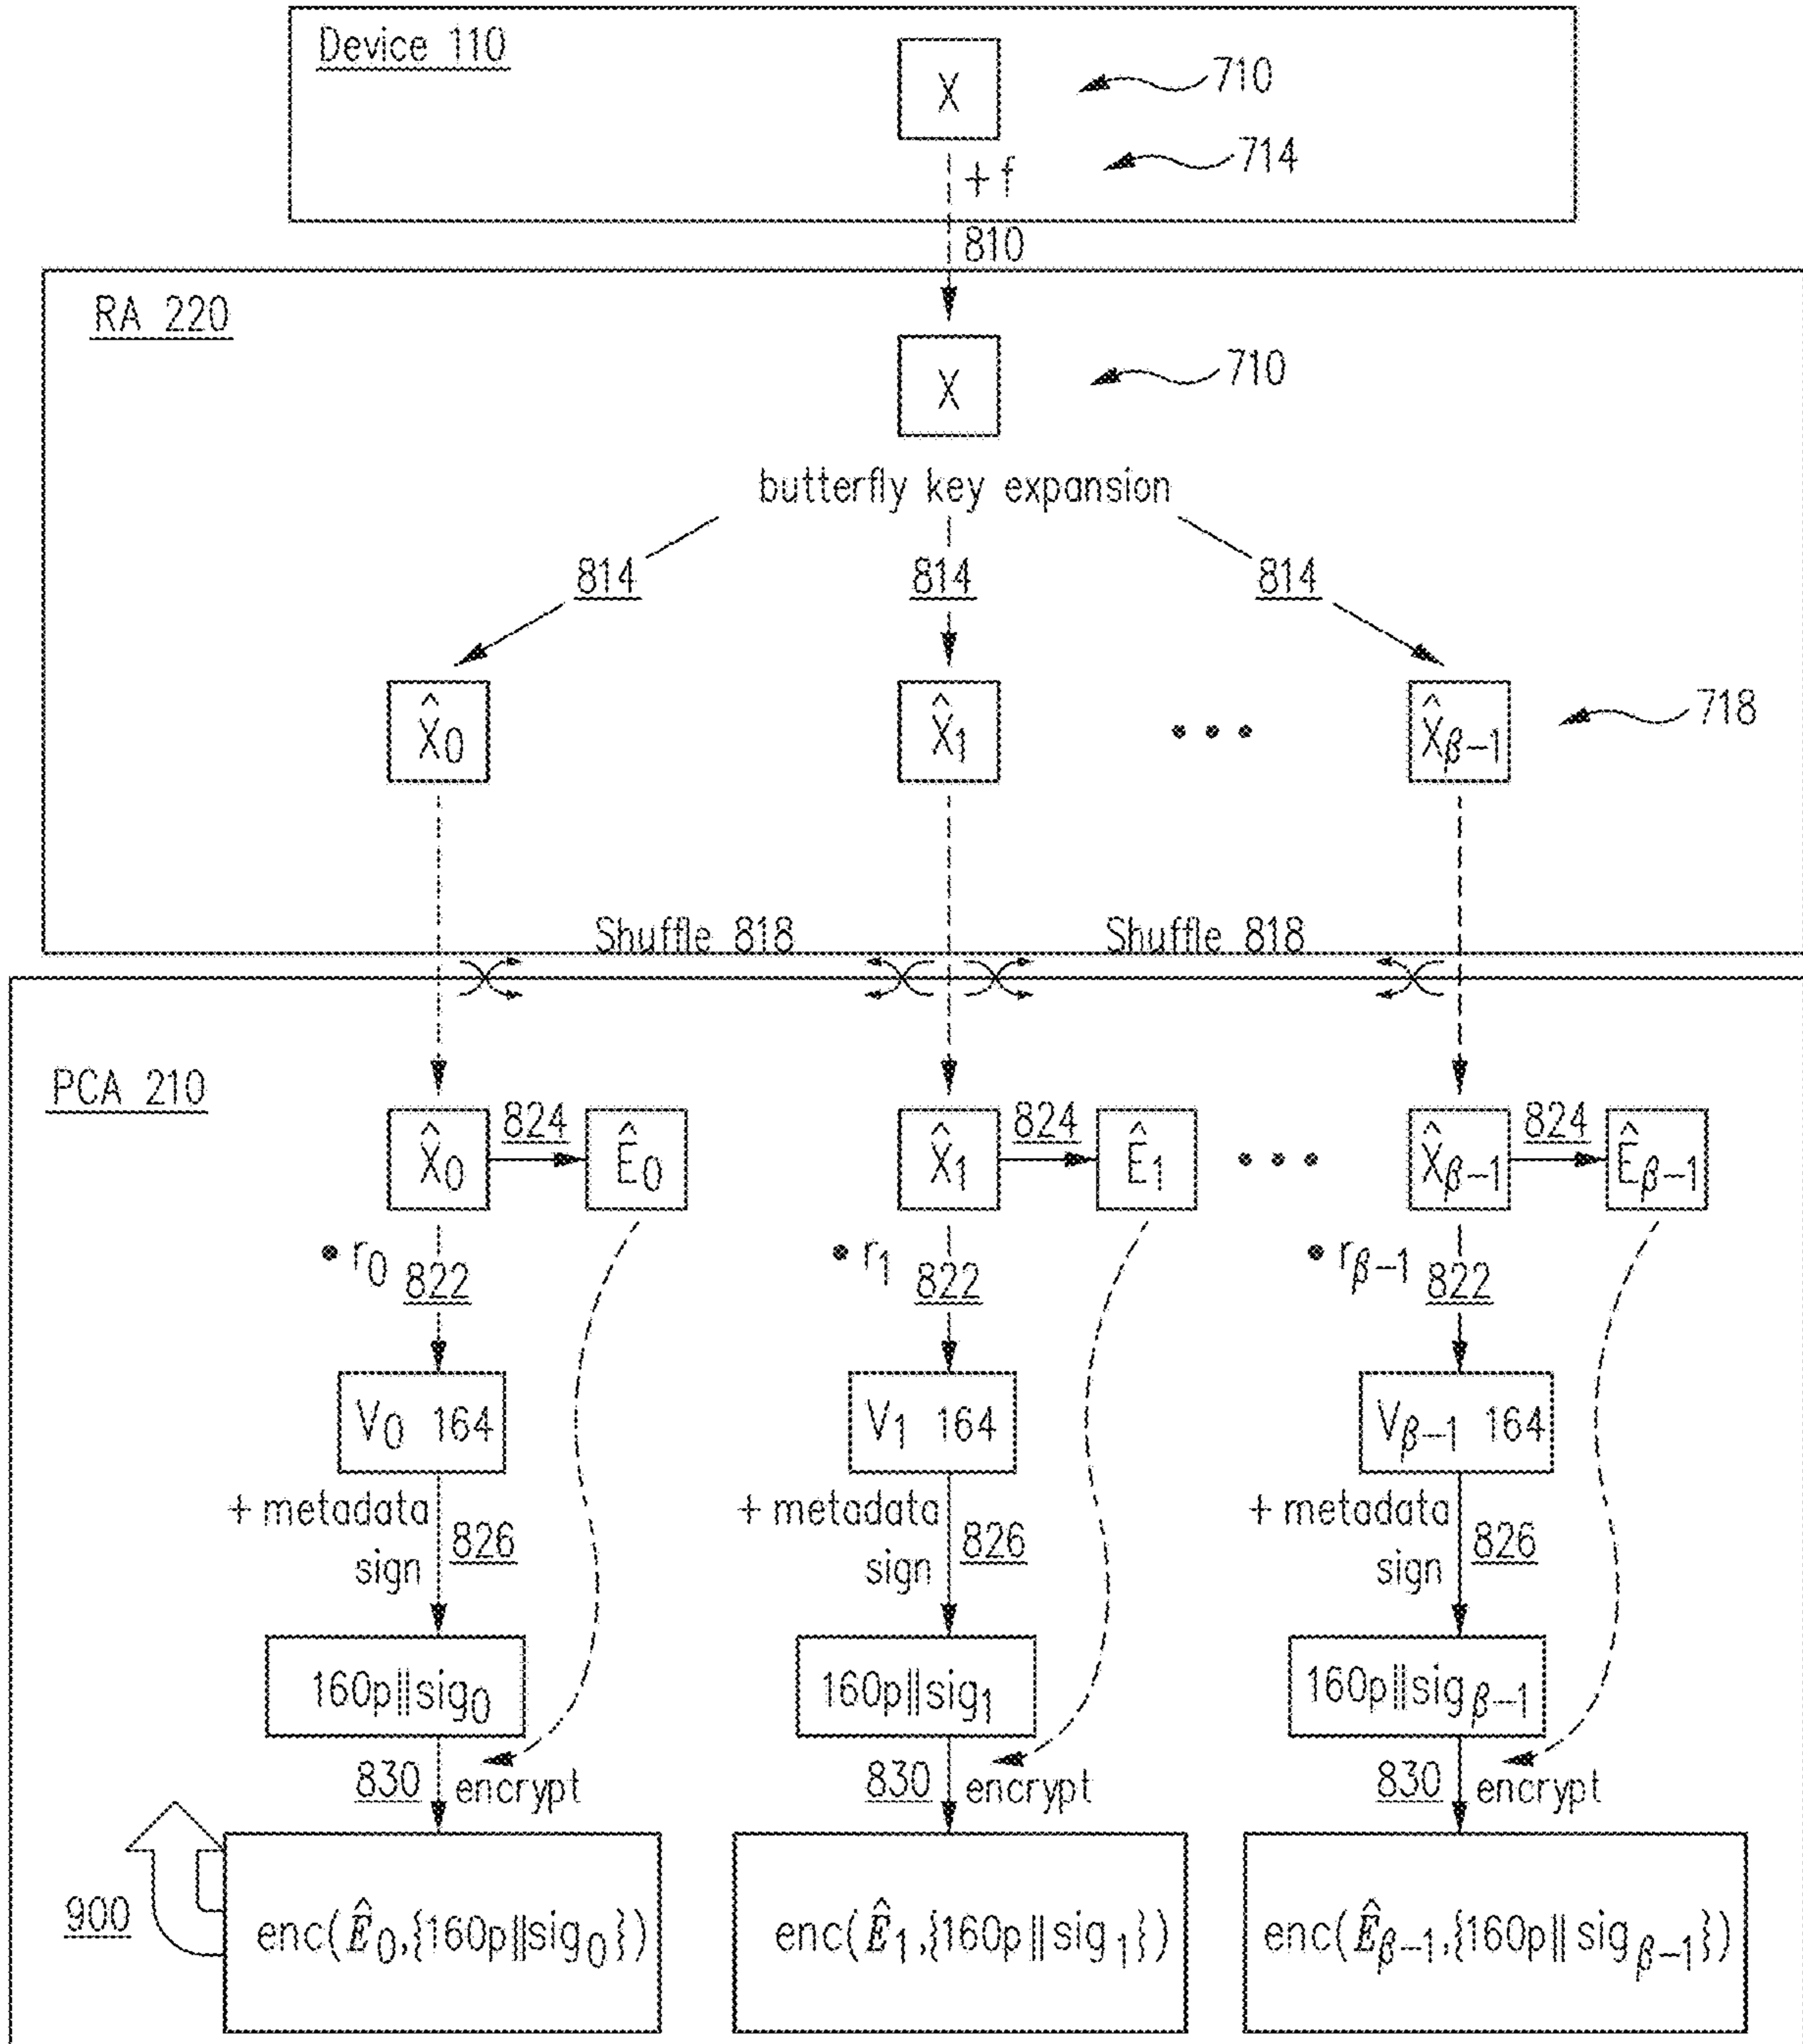 Device 110
X
710
+ f
714
810
RA 220
X
710
butterfly key expansion
814 814 814
X̂0 X̂1 • • • X̂β−1
718
Shuffle 818 Shuffle 818
PCA 210
X̂0 824 Ê0 X̂1 824 Ê1 • • • X̂β−1 824 Êβ−1
• r0 822 • r1 822 • rβ−1 822
V0 164 V1 164 Vβ−1 164
+ metadata + metadata + metadata
826 826 826
sign sign sign
160p||sig0 160p||sig1 160p||sigβ−1
830 encrypt 830 encrypt 830 encrypt
900
enc(Ê0,{160p||sig0}) enc(Ê1,{160p||sig1}) enc(Êβ−1,{160p||sigβ−1})